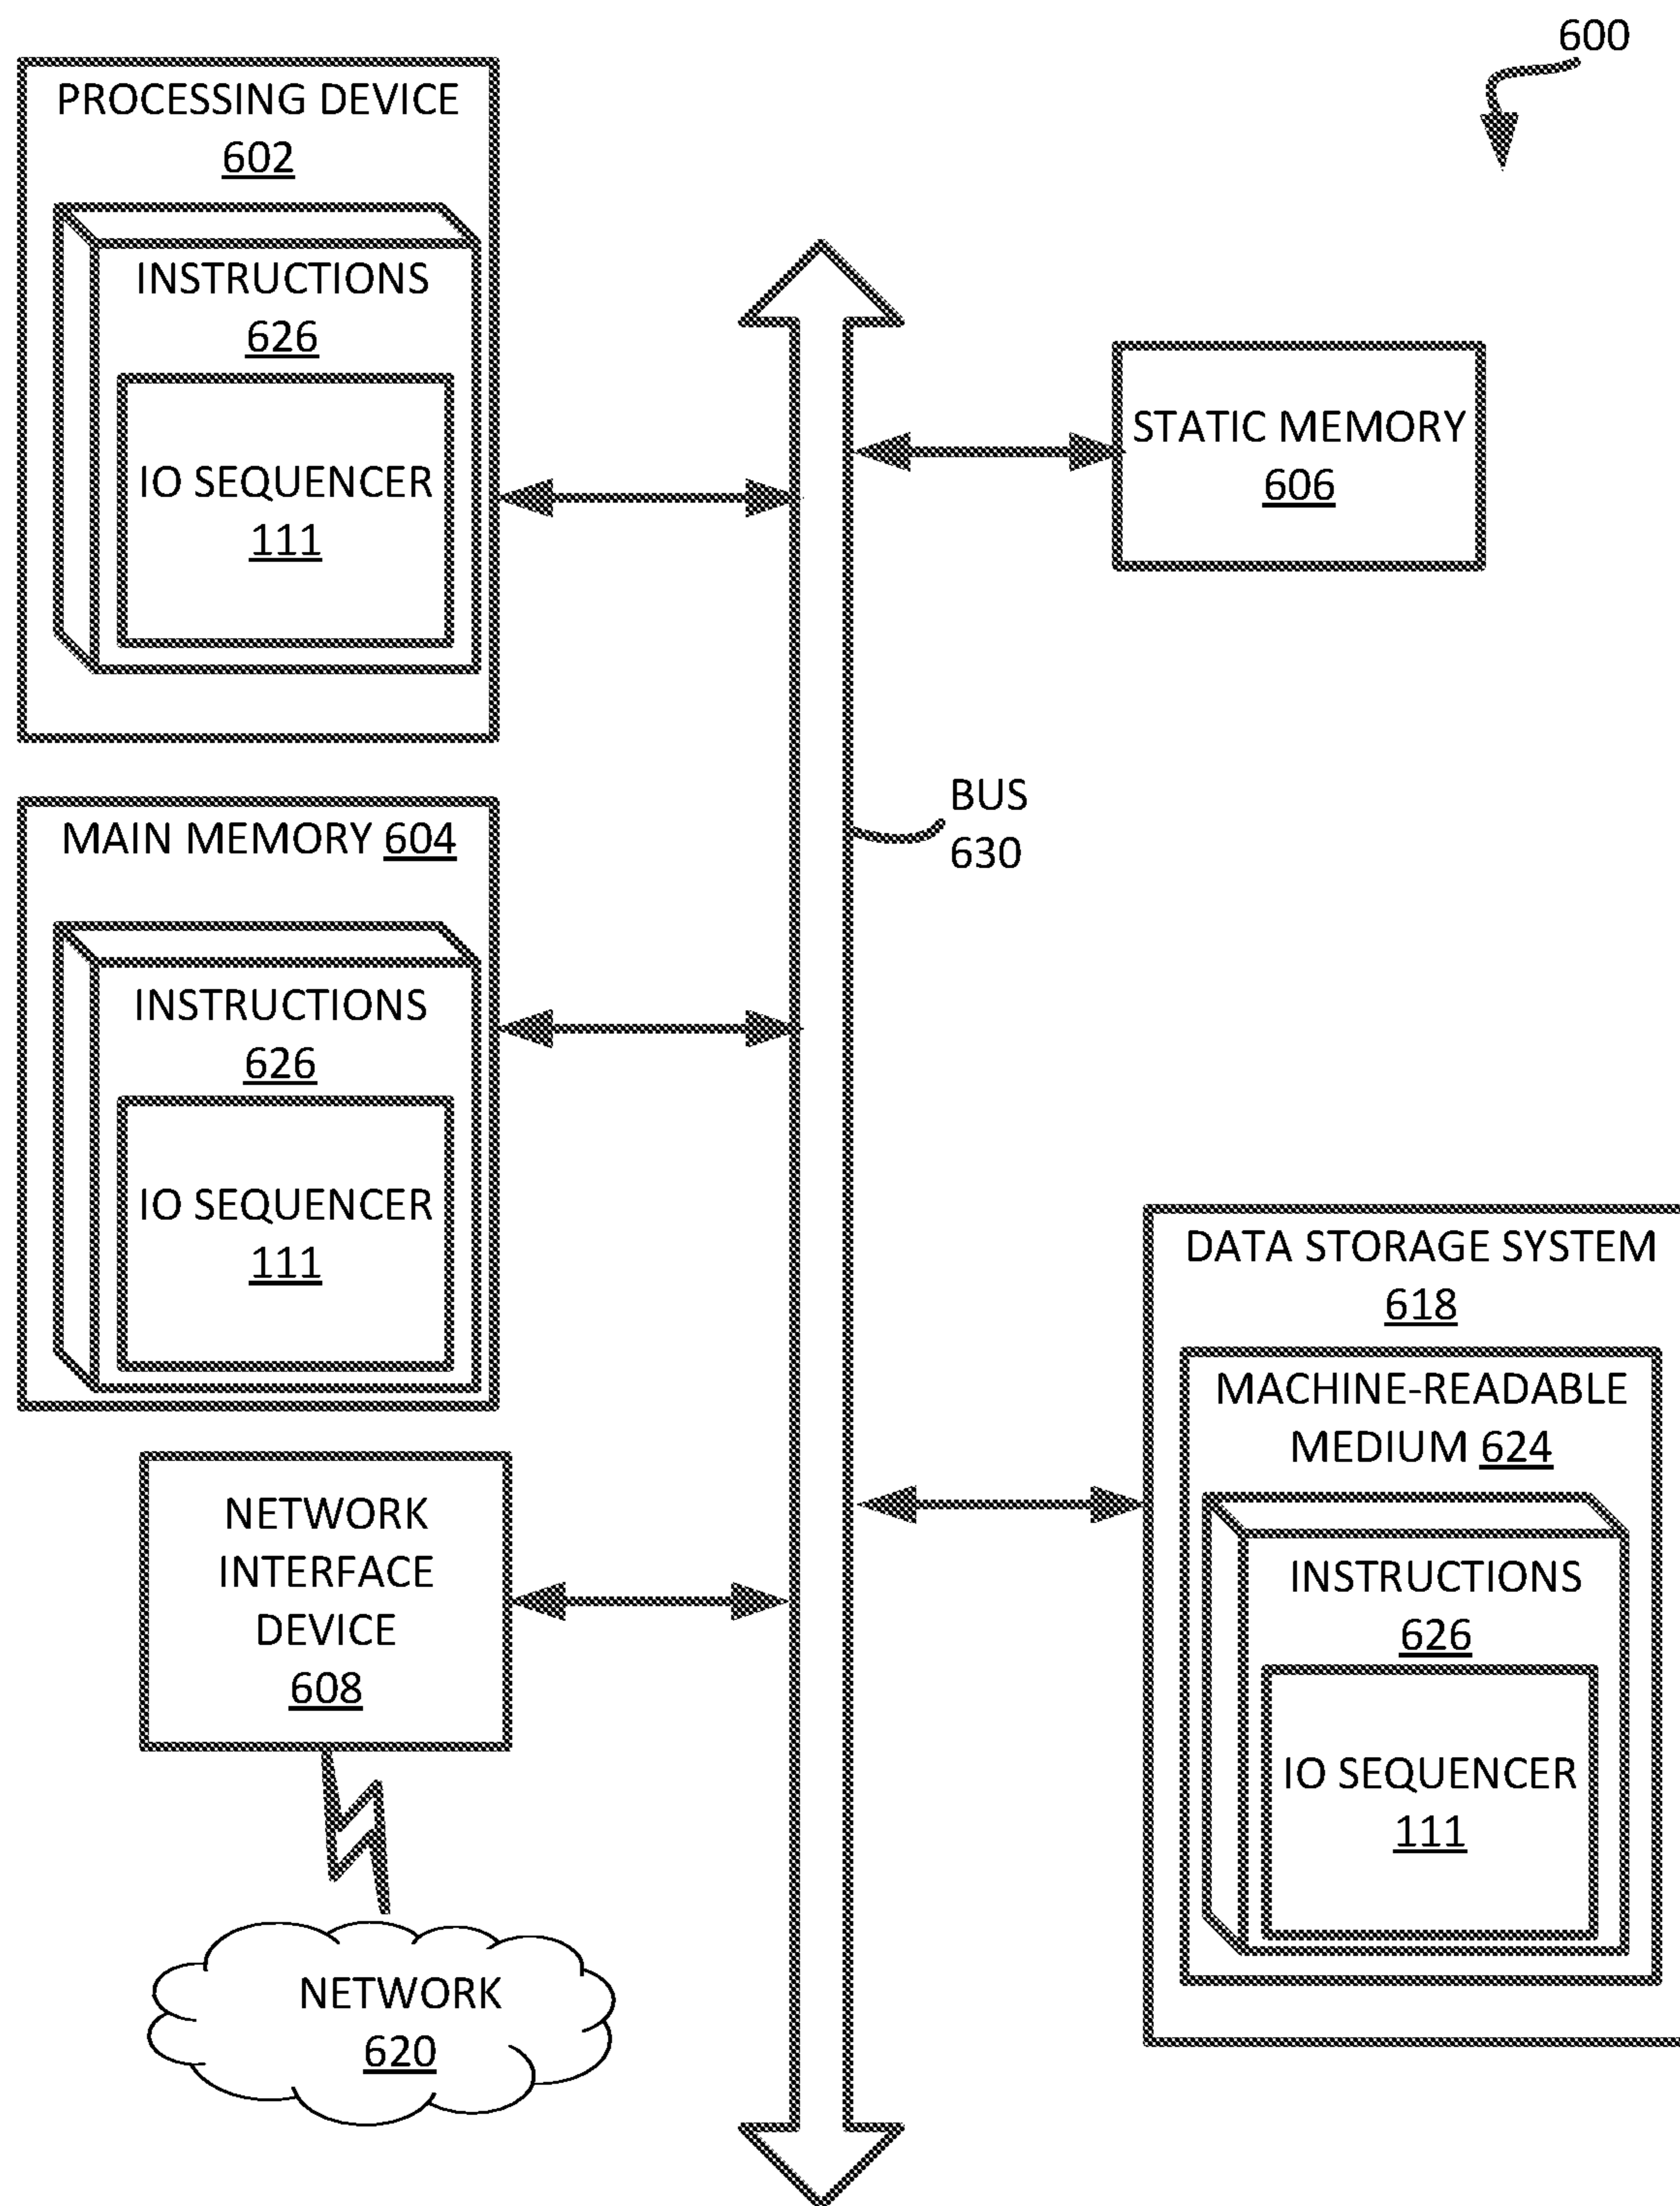 600
PROCESSING DEVICE
602
INSTRUCTIONS
626
IO SEQUENCER
111
STATIC MEMORY
606
BUS
630
MAIN MEMORY 604
INSTRUCTIONS
626
IO SEQUENCER
111
DATA STORAGE SYSTEM
618
MACHINE-READABLE
MEDIUM 624
INSTRUCTIONS
626
IO SEQUENCER
111
NETWORK
INTERFACE
DEVICE
608
NETWORK
620